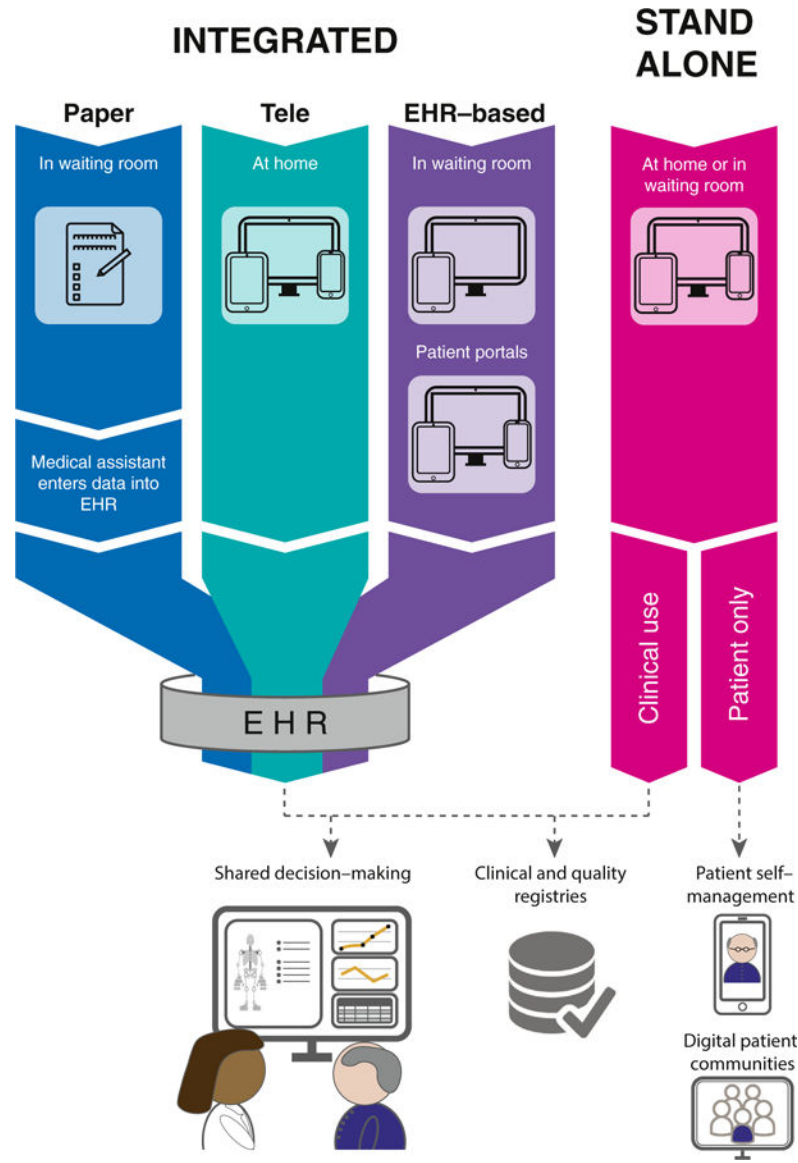 INTEGRATED
STAND
ALONE
Paper
Tele
EHR–based
In waiting room
At home
In waiting room
At home or in
waiting room
Patient portals
Medical assistant
enters data into
EHR
Clinical use
Patient only
EHR
Shared decision–making
Clinical and quality
registries
Patient self–
management
Digital patient
communities